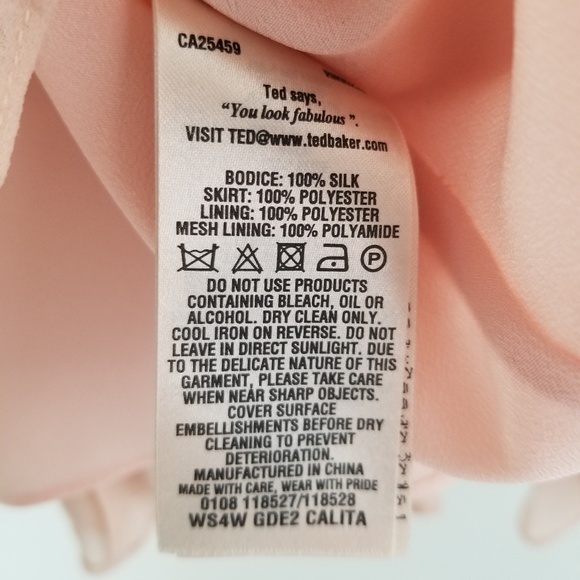 CA25459
Ted says,
"You look fabulous".
VISIT TED@www.tedbaker.com
BODICE: 100% SILK
SKIRT: 100% POLYESTER
LINING: 100% POLYESTER
MESH LINING: 100% POLYAMIDE
P
DO NOT USE PRODUCTS
CONTAINING BLEACH, OIL OR
ALCOHOL. DRY CLEAN ONLY.
COOL IRON ON REVERSE. DO NOT
LEAVE IN DIRECT SUNLIGHT. DUE
TO THE DELICATE NATURE OF THIS
GARMENT, PLEASE TAKE CARE
WHEN NEAR SHARP OBJECTS.
COVER SURFACE
EMBELLISHMENTS BEFORE DRY
CLEANING TO PREVENT
DETERIORATION.
MANUFACTURED IN CHINA
MADE WITH CARE, WEAR WITH PRIDE
0108 118527/118528
WS4W GDE2 CALITA